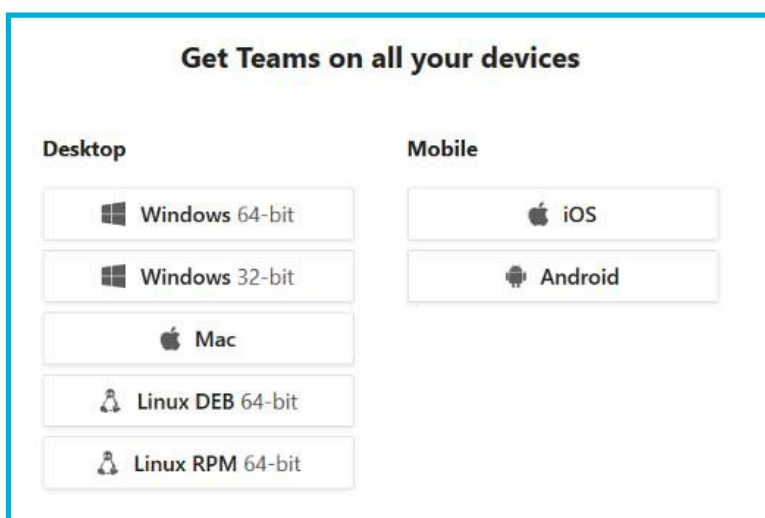 Get Teams on all your devices
Desktop
Windows 64-bit
Windows 32-bit
Mac
Linux DEB 64-bit
Linux RPM 64-bit
Mobile
iOS
Android